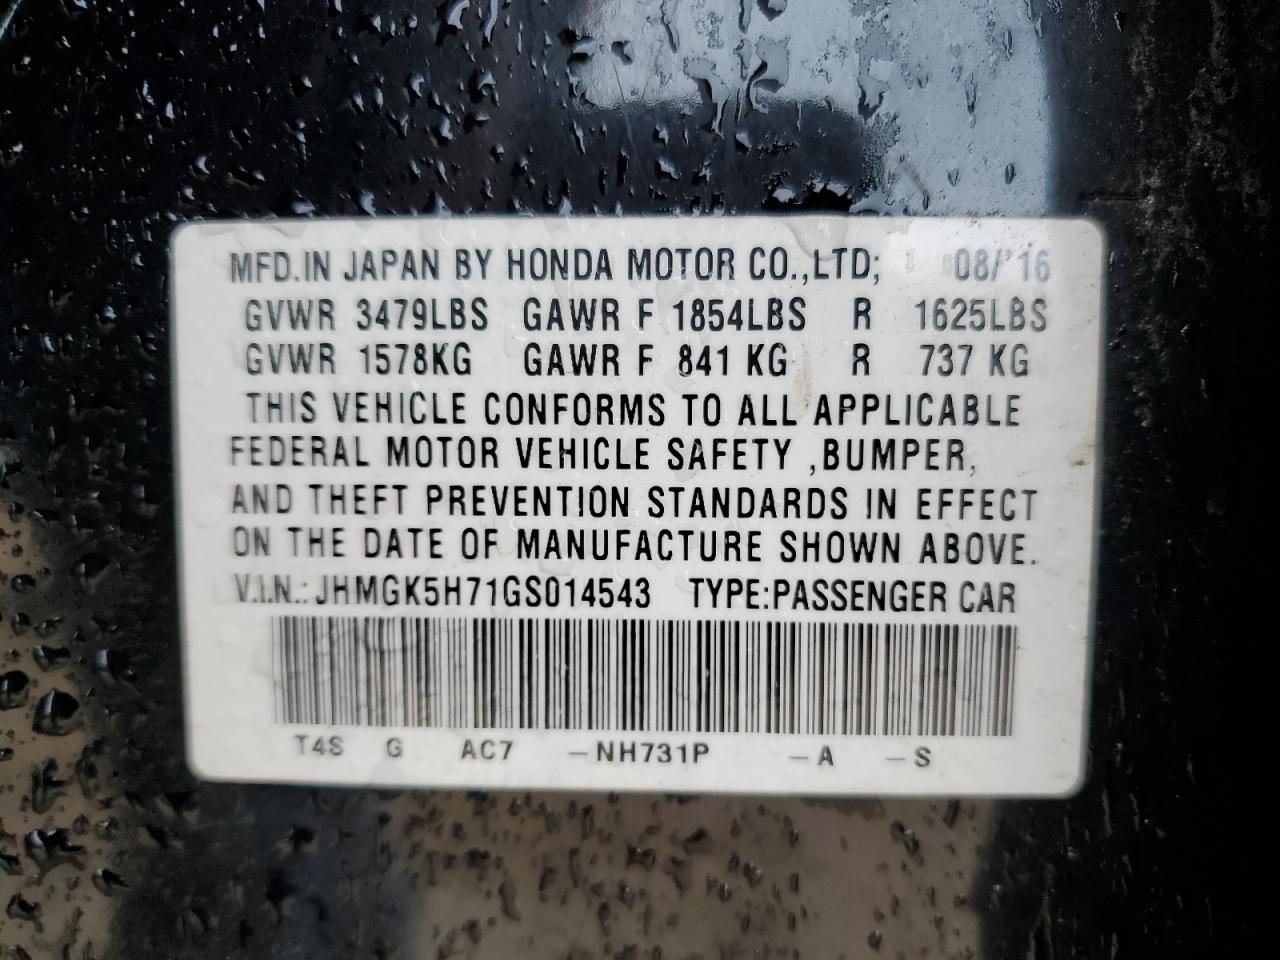 MFD.IN JAPAN BY HONDA MOTOR CO.,LTD; 08/'16
GVWR 3479LBS GAWR F 1854LBS R 1625LBS
GVWR 1578KG GAWR F 841 KG R 737 KG
THIS VEHICLE CONFORMS TO ALL APPLICABLE
FEDERAL MOTOR VEHICLE SAFETY ,BUMPER,
AND THEFT PREVENTION STANDARDS IN EFFECT
ON THE DATE OF MANUFACTURE SHOWN ABOVE.
V.I.N.: JHMGK5H71GS014543 TYPE:PASSENGER CAR
T4S G AC7 –NH731P –A –S